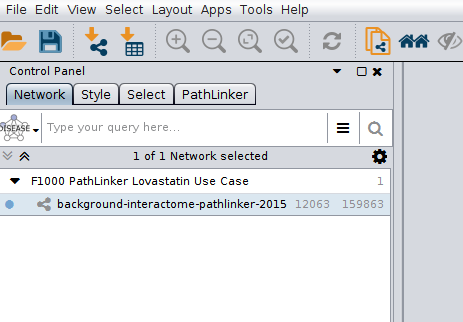 File Edit View Select Layout Apps Tools Help
Control Panel
Network Style Select PathLinker
DISEASE Type your query here...
1 of 1 Network selected
F1000 PathLinker Lovastatin Use Case 1
background-interactome-pathlinker-2015 12063 159863